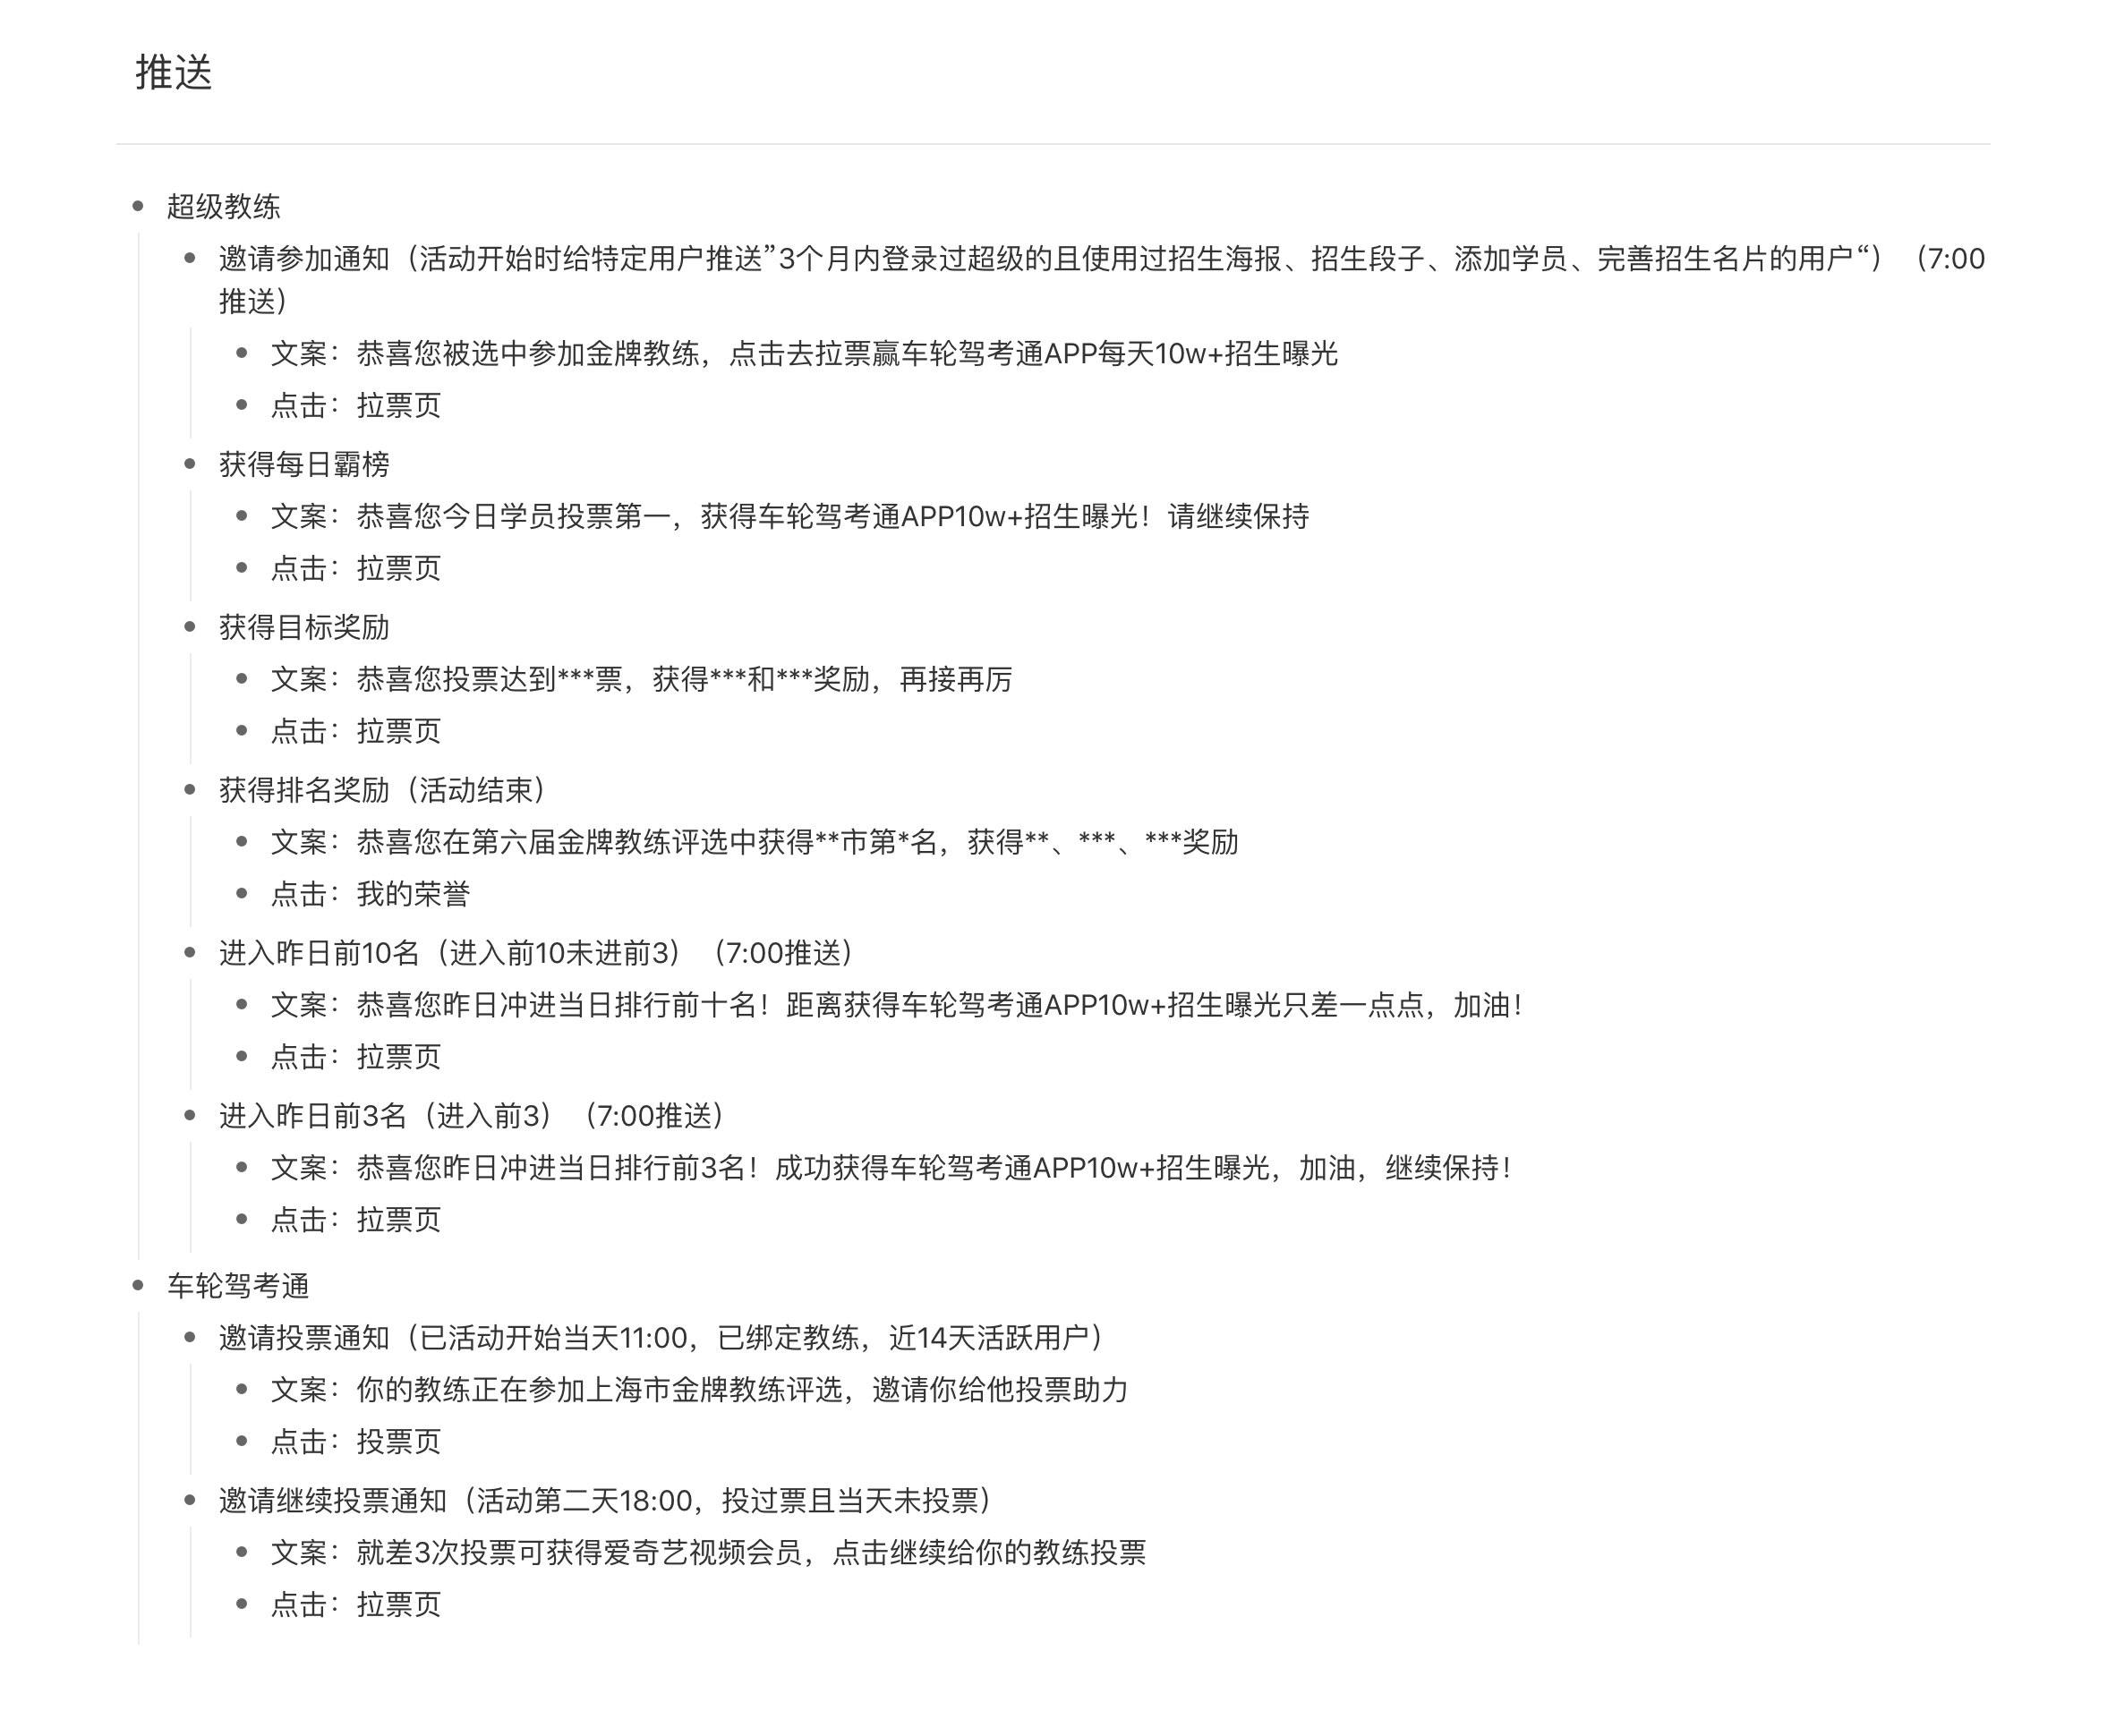 推送
超级教练
邀请参加通知（活动开始时给特定用户推送”3个月内登录过超级的且使用过招生海报、招生段子、添加学员、完善招生名片的用户“）（7:00
推送）
文案：恭喜您被选中参加金牌教练，点击去拉票赢车轮驾考通APP每天10w+招生曝光
点击：拉票页
获得每日霸榜
文案：恭喜您今日学员投票第一，获得车轮驾考通APP10w+招生曝光！请继续保持
点击：拉票页
获得目标奖励
文案：恭喜您投票达到***票，获得***和***奖励，再接再厉
点击：拉票页
获得排名奖励（活动结束）
文案：恭喜您在第六届金牌教练评选中获得**市第*名，获得**、***、***奖励
点击：我的荣誉
进入昨日前10名（进入前10未进前3）（7:00推送）
文案：恭喜您昨日冲进当日排行前十名！距离获得车轮驾考通APP10w+招生曝光只差一点点，加油！
点击：拉票页
进入昨日前3名（进入前3）（7:00推送）
文案：恭喜您昨日冲进当日排行前3名！成功获得车轮驾考通APP10w+招生曝光，加油，继续保持！
点击：拉票页
车轮驾考通
邀请投票通知（已活动开始当天11:00，已绑定教练，近14天活跃用户）
文案：你的教练正在参加上海市金牌教练评选，邀请你给他投票助力
点击：投票页
邀请继续投票通知（活动第二天18:00，投过票且当天未投票）
文案：就差3次投票可获得爱奇艺视频会员，点击继续给你的教练投票
点击：拉票页